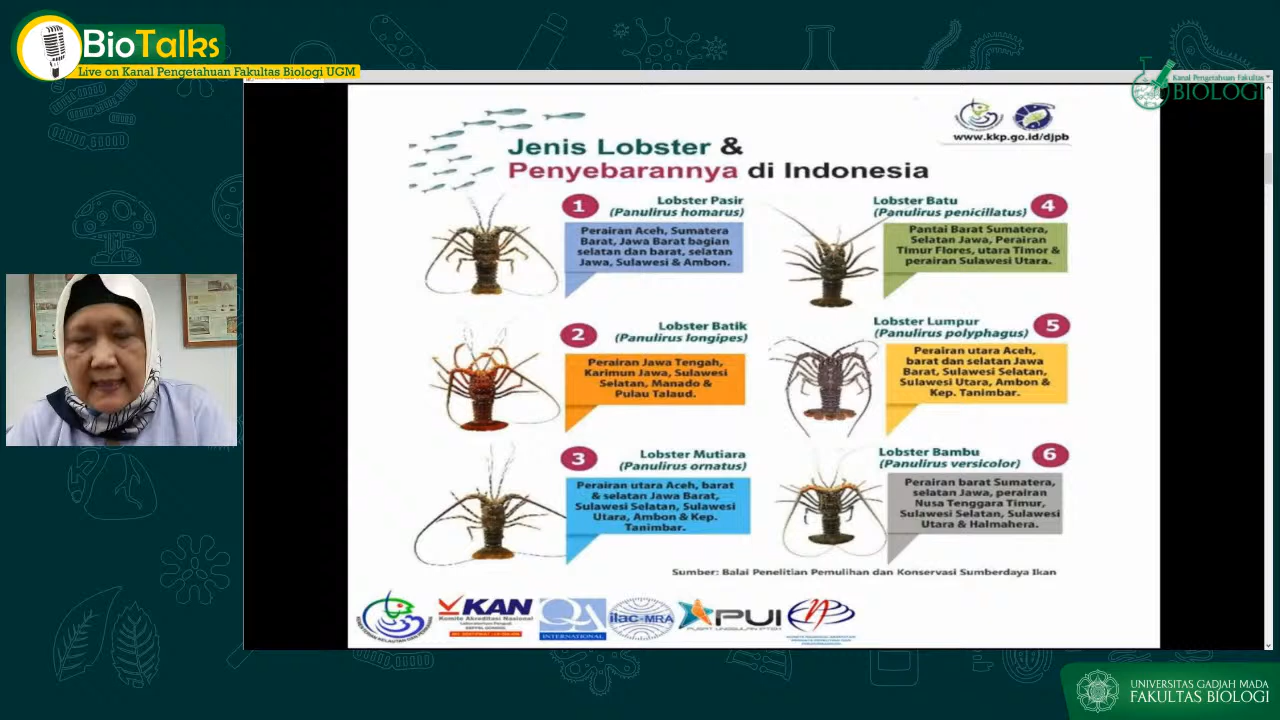 BioTalks
Live on Kanal Pengetahuan Fakultas Biologi UGM
Kanal Pengetahuan Fakultas
BIOLOGI
www.kkp.go.id/djpb
Jenis Lobster &
Penyebarannya di Indonesia
1
Lobster Pasir
(Panulirus homarus)
Perairan Aceh, Sumatera
Barat, Jawa Barat bagian
selatan dan barat, selatan
Jawa, Sulawesi & Ambon.
2
Lobster Batik
(Panulirus longipes)
Perairan Jawa Tengah,
Karimun Jawa, Sulawesi
Selatan, Manado &
Pulau Talaud.
3
Lobster Mutiara
(Panulirus ornatus)
Perairan utara Aceh, barat
& selatan Jawa Barat,
Sulawesi Selatan, Sulawesi
Utara, Ambon & Kep.
Tanimbar.
Lobster Batu
(Panulirus penicillatus)
4
Pantai Barat Sumatera,
Selatan Jawa, Perairan
Timur Flores, utara Timor &
perairan Sulawesi Utara.
Lobster Lumpur
(Panulirus polyphagus)
5
Perairan utara Aceh,
barat dan selatan Jawa
Barat, Sulawesi Selatan,
Sulawesi Utara, Ambon &
Kep. Tanimbar.
Lobster Bambu
(Panulirus versicolor)
6
Perairan barat Sumatera,
selatan Jawa, perairan
Nusa Tenggara Timur,
Sulawesi Selatan, Sulawesi
Utara & Halmahera.
Sumber: Balai Penelitian Pemulihan dan Konservasi Sumberdaya Ikan
KAN
Komite Akreditasi Nasional
QA
INTERNATIONAL
ilac-MRA
PUI
UNIVERSITAS GADJAH MADA
FAKULTAS BIOLOGI